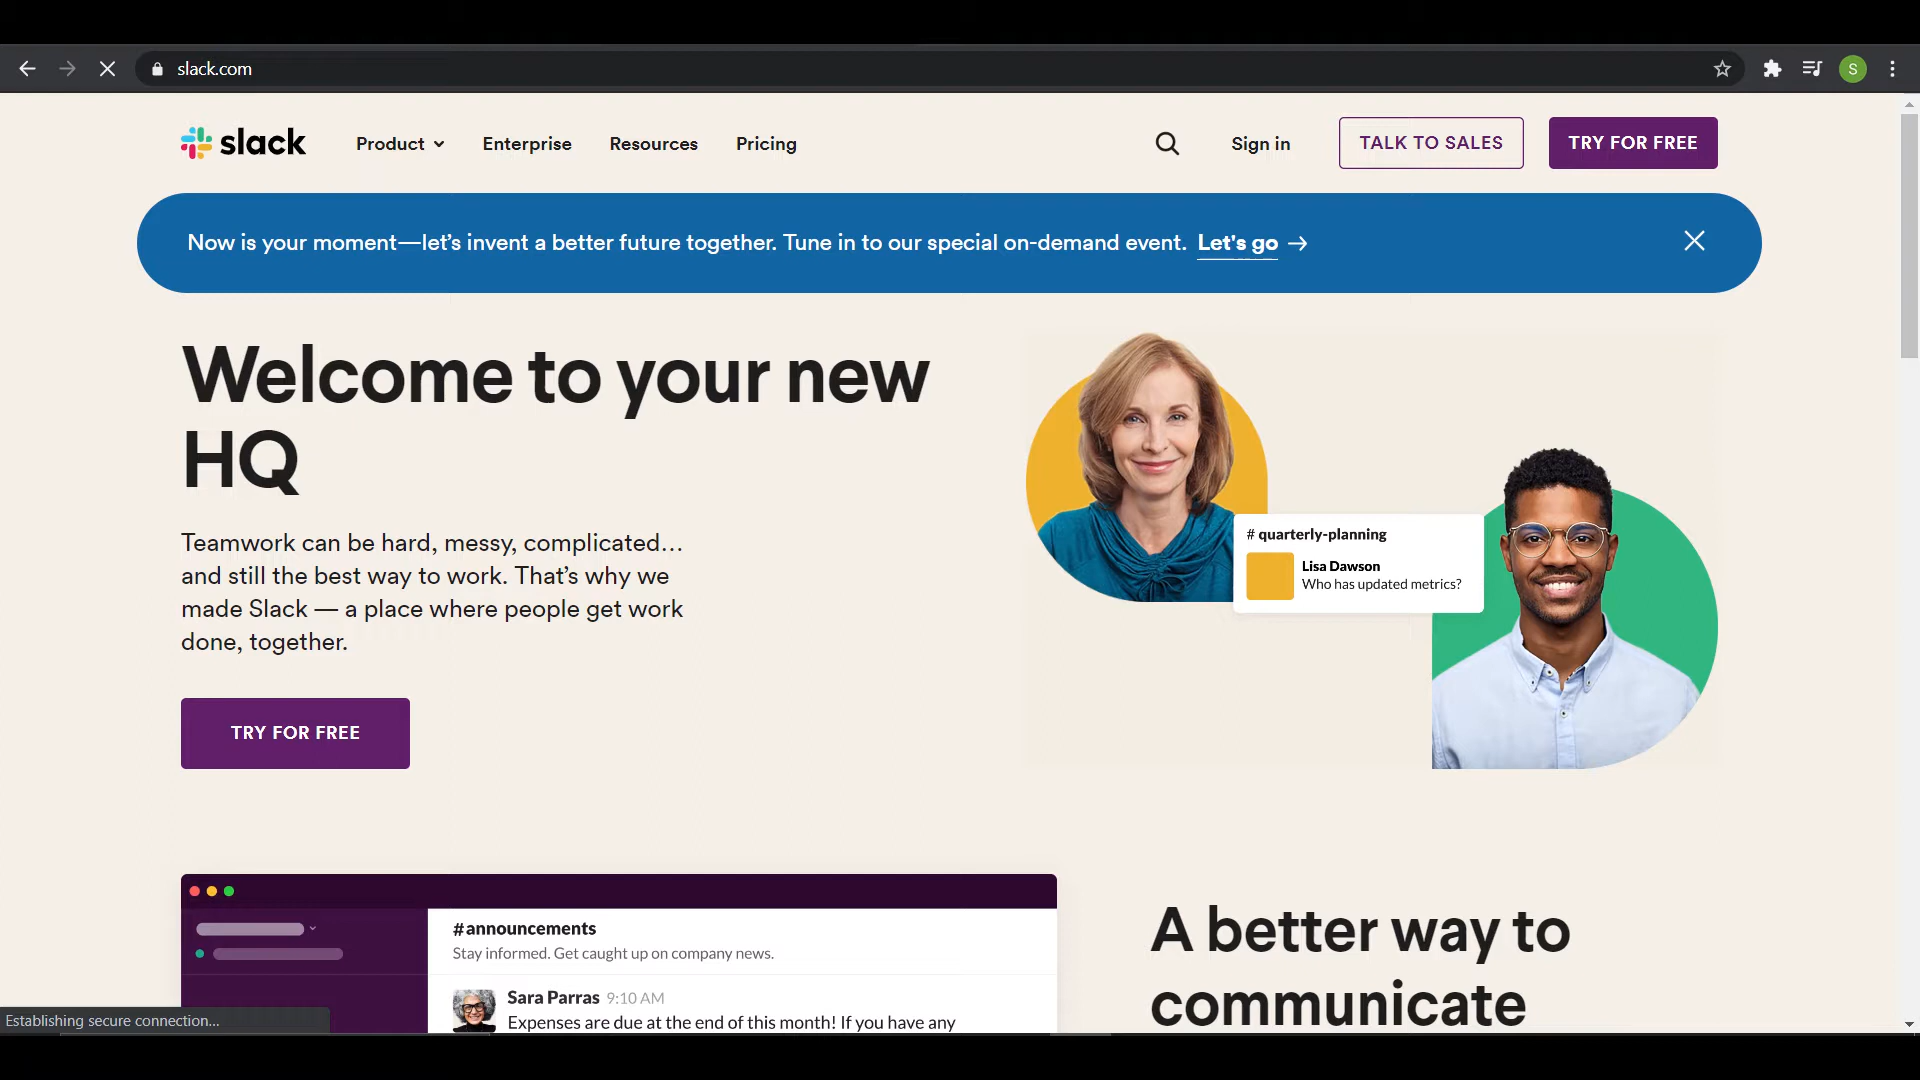 slack.com
S
slack
Product
Enterprise
Resources
Pricing
Sign in
TALK TO SALES
TRY FOR FREE
Now is your moment—let's invent a better future together. Tune in to our special on-demand event. Let's go →
Welcome to your new
HQ
Teamwork can be hard, messy, complicated…
and still the best way to work. That's why we
made Slack — a place where people get work
done, together.
TRY FOR FREE
# quarterly-planning
Lisa Dawson
Who has updated metrics?
#announcements
Stay informed. Get caught up on company news.
Sara Parras 9:10 AM
Expenses are due at the end of this month! If you have any
A better way to
communicate
Establishing secure connection...